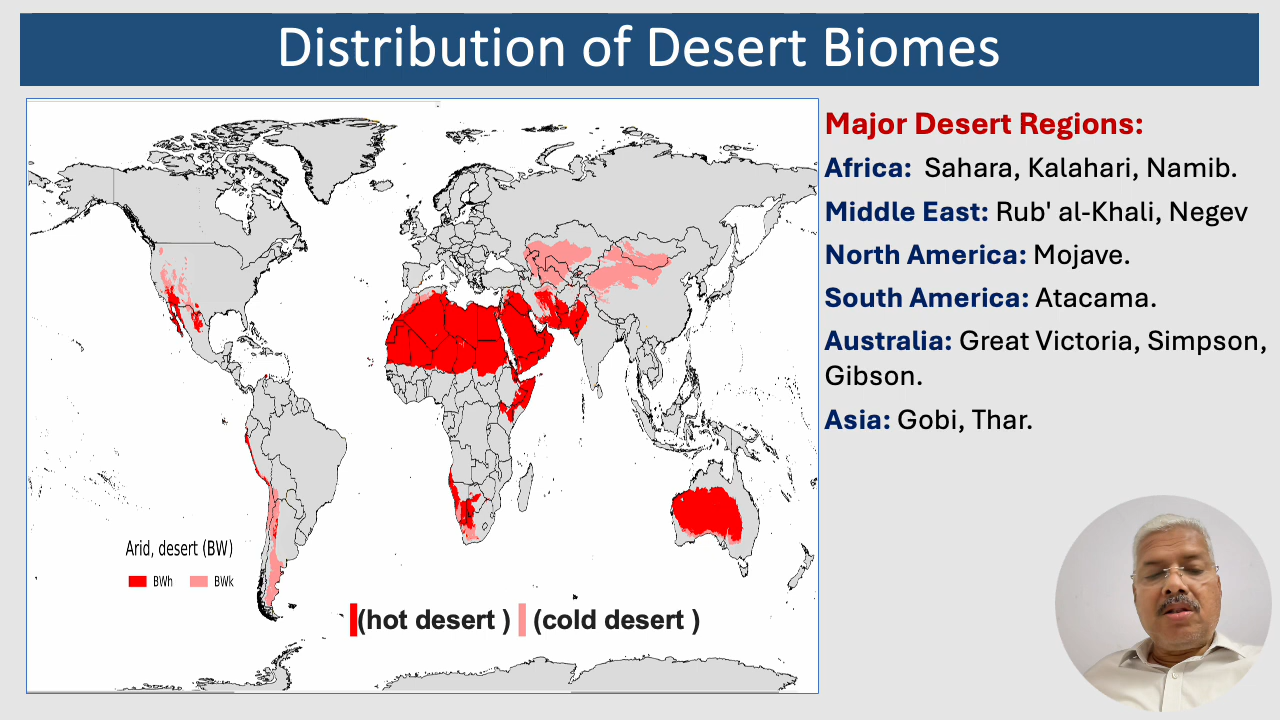 Distribution of Desert Biomes
Major Desert Regions:
Africa: Sahara, Kalahari, Namib.
Middle East: Rub' al-Khali, Negev
North America: Mojave.
South America: Atacama.
Australia: Great Victoria, Simpson,
Gibson.
Asia: Gobi, Thar.
Arid, desert (BW)
BWh BWk
(hot desert ) (cold desert )